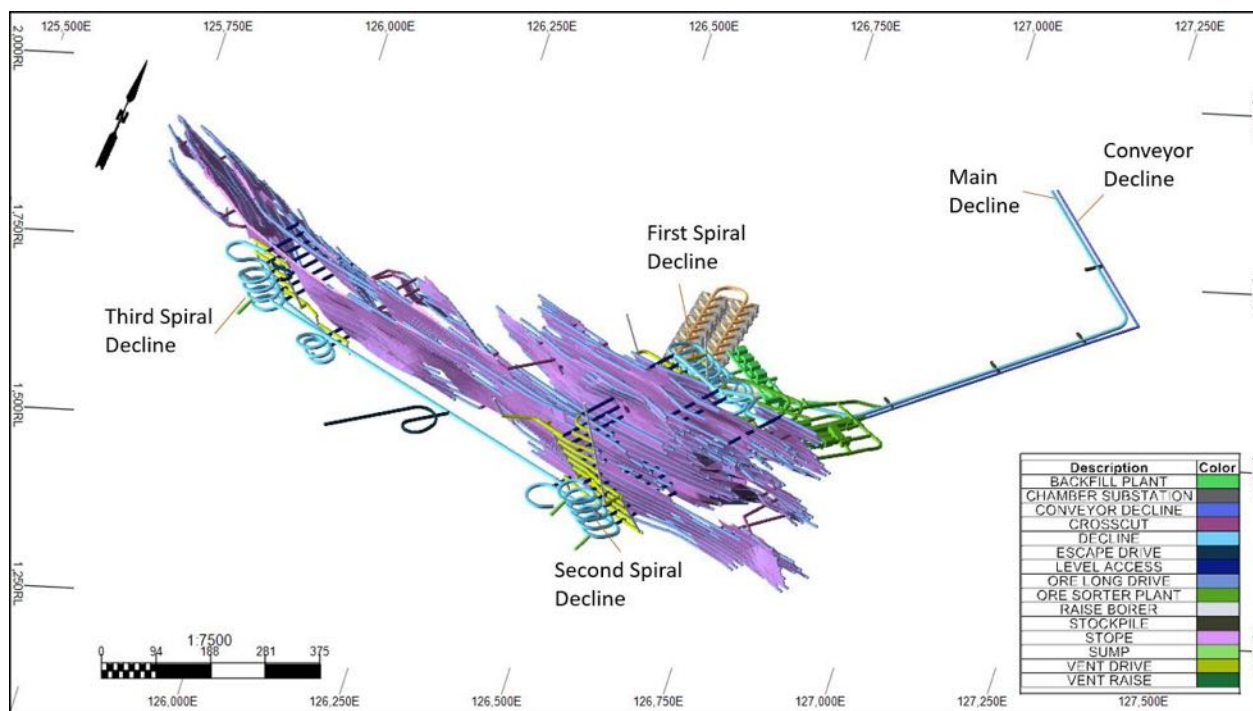 125,500E 125,750E 126,000E 126,250E 126,500E 126,750E 127,000E 127,250E
2,000RL
N
Conveyor
Decline
Main
Decline
1,750RL
First Spiral
Decline
Third Spiral
Decline
1,500RL
Description Color
BACKFILL PLANT
CHAMBER SUBSTATION
CONVEYOR DECLINE
CROSSCUT
DECLINE
ESCAPE DRIVE
LEVEL ACCESS
ORE LONG DRIVE
ORE SORTER PLANT
RAISE BORER
STOCKPILE
STOPE
SUMP
VENT DRIVE
VENT RAISE
Second Spiral
Decline
1,250RL
1:7500
0 94 188 281 375
126,000E 126,250E 126,500E 126,750E 127,000E 127,250E 127,500E